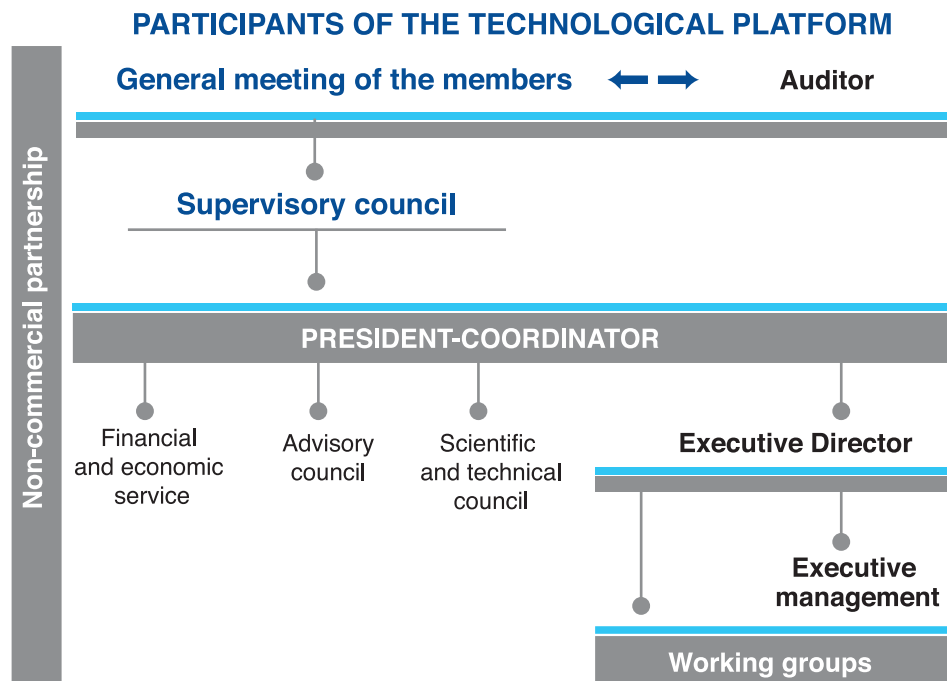 PARTICIPANTS OF THE TECHNOLOGICAL PLATFORM
Non-commercial partnership
General meeting of the members
Auditor
Supervisory council
PRESIDENT-COORDINATOR
Financial
and economic
service
Advisory
council
Scientific
and technical
council
Executive Director
Executive
management
Working groups